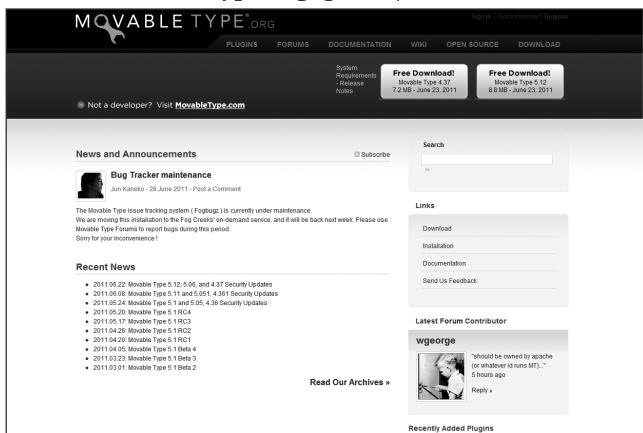 MOVABLE TYPE .ORG
Sign In | Not a member? Register
PLUGINS FORUMS DOCUMENTATION WIKI OPEN SOURCE DOWNLOAD
System
Requirements
- Release
Notes
Free Download!
Movable Type 4.37
7.2 MB - June 23, 2011
Free Download!
Movable Type 5.12
8.8 MB - June 23, 2011
Not a developer? Visit MovableType.com
News and Announcements
Subscribe
Bug Tracker maintenance
Jun Kaneko - 28 June 2011 - Post a Comment
The Movable Type issue tracking system ( Fogbugz ) is currently under maintenance.
We are moving this installation to the Fog Creeks' on-demand service, and it will be back next week. Please use
Movable Type Forums to report bugs during this period.
Sorry for your inconvenience !
Recent News
2011.06.22: Movable Type 5.12, 5.06, and 4.37 Security Updates
2011.06.08: Movable Type 5.11 and 5.051, 4.361 Security Updates
2011.05.24: Movable Type 5.1 and 5.05, 4.36 Security Updates
2011.05.20: Movable Type 5.1 RC4
2011.05.17: Movable Type 5.1 RC3
2011.04.26: Movable Type 5.1 RC2
2011.04.20: Movable Type 5.1 RC1
2011.04.05: Movable Type 5.1 Beta 4
2011.03.23: Movable Type 5.1 Beta 3
2011.03.01: Movable Type 5.1 Beta 2
Read Our Archives »
Search
Links
Download
Installation
Documentation
Send Us Feedback
Latest Forum Contributor
wgeorge
"should be owned by apache
(or whatever id runs MT)..."
5 hours ago
Reply »
Recently Added Plugins